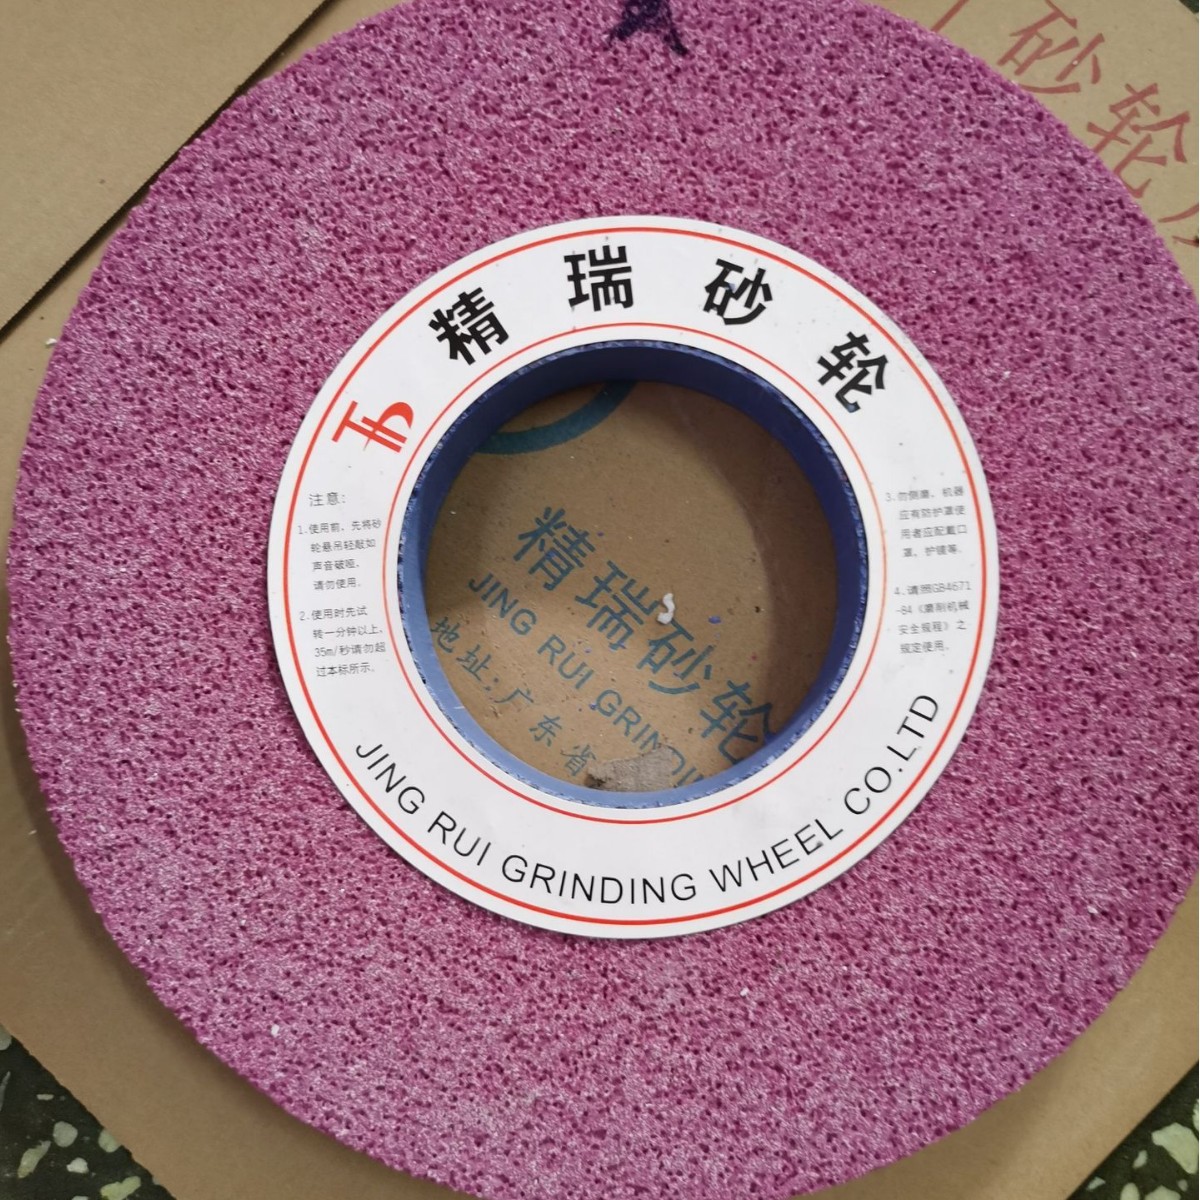 精瑞砂轮
注意：
1.使用前，先将砂
轮悬吊轻敲如
声音破哑，
请勿使用。
2.使用时先试
转一分钟以上，
35m/秒请勿超
过本标所示。
3.勿侧磨，机器
应有防护罩使
用者应配戴口
罩、护镜等。
4.请照GB4671
-84《磨削机械
安全规程》之
规定使用。
JING RUI GRINDING WHEEL CO.LTD
精瑞砂轮
JING RUI GRINDI
地址：广东省
砂轮